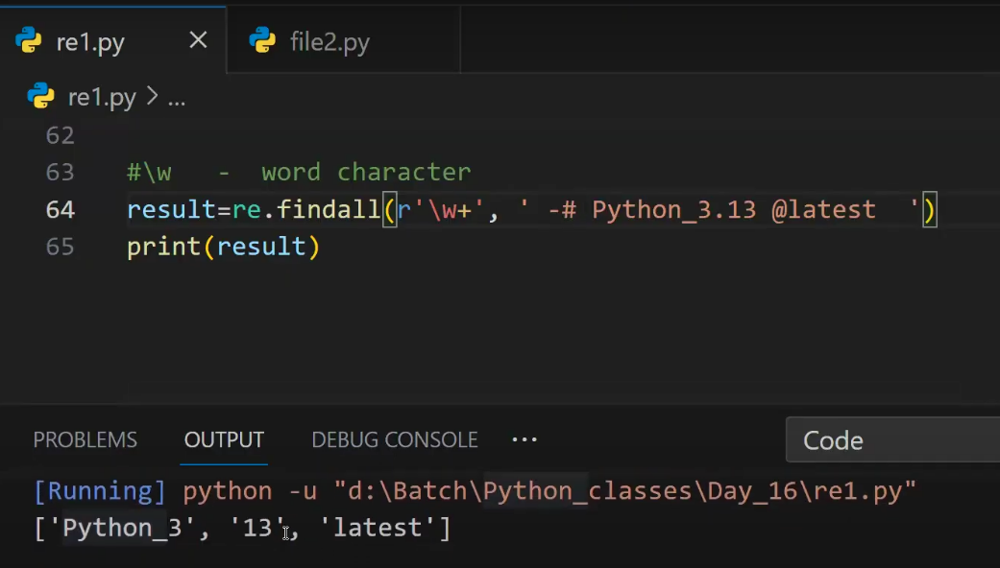 re1.py file2.py
re1.py > ...
62
63 #\w - word character
64 result=re.findall(r'\w+', ' -# Python_3.13 @latest  ')
65 print(result)
PROBLEMS OUTPUT DEBUG CONSOLE ... Code
[Running] python -u "d:\Batch\Python_classes\Day_16\re1.py"
['Python_3', '13', 'latest']